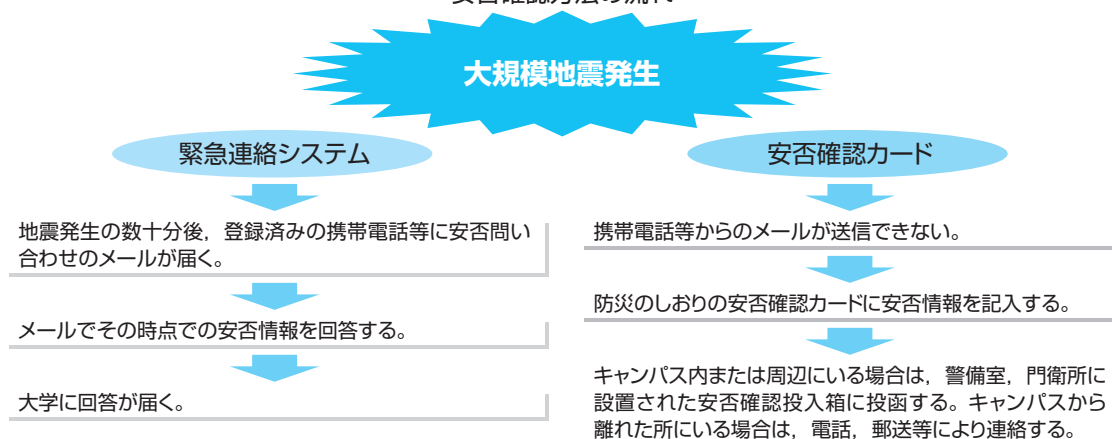 大規模地震発生
緊急連絡システム
地震発生の数十分後，登録済みの携帯電話等に安否問い
合わせのメールが届く。
メールでその時点での安否情報を回答する。
大学に回答が届く。
安否確認カード
携帯電話等からのメールが送信できない。
防災のしおりの安否確認カードに安否情報を記入する。
キャンパス内または周辺にいる場合は，警備室，門衛所に
設置された安否確認投入箱に投函する。キャンパスから
離れた所にいる場合は，電話，郵送等により連絡する。